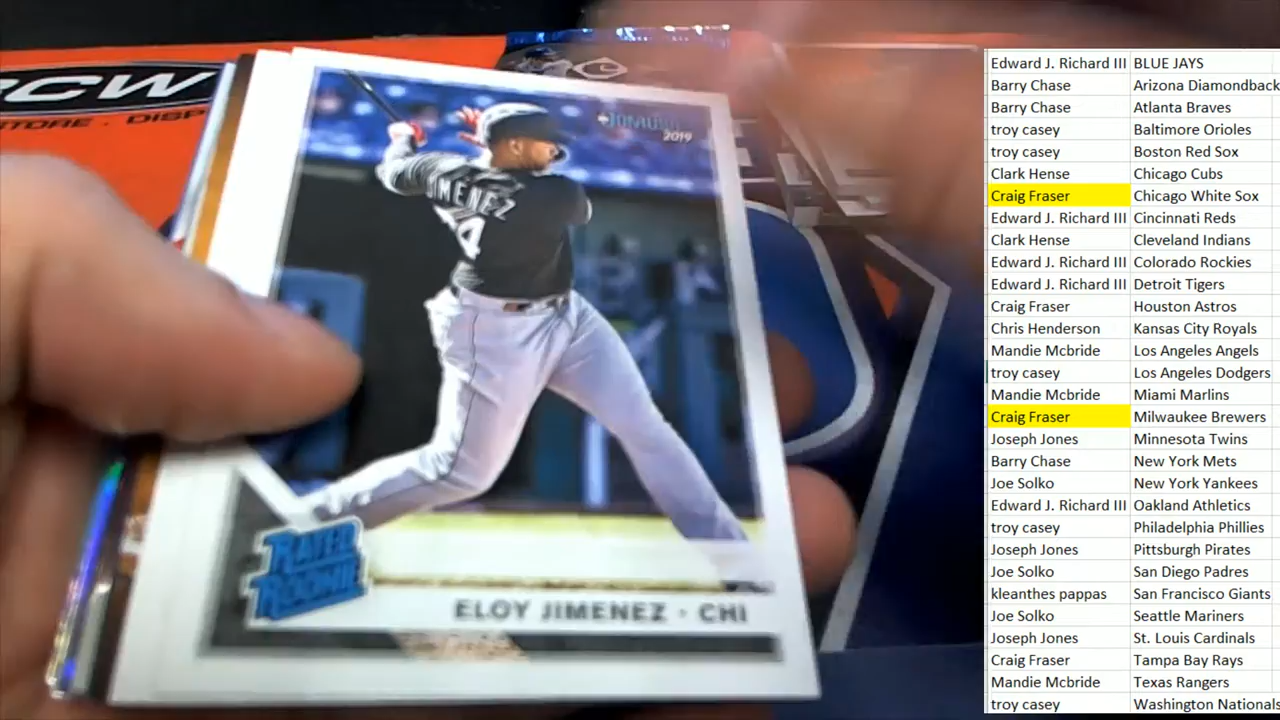 CW
STORE · DISP
DONRUSS
2019
JIMENEZ
74
RATED
ROOKIE
ELOY JIMENEZ · CHI
Edward J. Richard III BLUE JAYS
Barry Chase Arizona Diamondback
Barry Chase Atlanta Braves
troy casey Baltimore Orioles
troy casey Boston Red Sox
Clark Hense Chicago Cubs
Craig Fraser Chicago White Sox
Edward J. Richard III Cincinnati Reds
Clark Hense Cleveland Indians
Edward J. Richard III Colorado Rockies
Edward J. Richard III Detroit Tigers
Craig Fraser Houston Astros
Chris Henderson Kansas City Royals
Mandie Mcbride Los Angeles Angels
troy casey Los Angeles Dodgers
Mandie Mcbride Miami Marlins
Craig Fraser Milwaukee Brewers
Joseph Jones Minnesota Twins
Barry Chase New York Mets
Joe Solko New York Yankees
Edward J. Richard III Oakland Athletics
troy casey Philadelphia Phillies
Joseph Jones Pittsburgh Pirates
Joe Solko San Diego Padres
kleanthes pappas San Francisco Giants
Joe Solko Seattle Mariners
Joseph Jones St. Louis Cardinals
Craig Fraser Tampa Bay Rays
Mandie Mcbride Texas Rangers
troy casey Washington Nationals